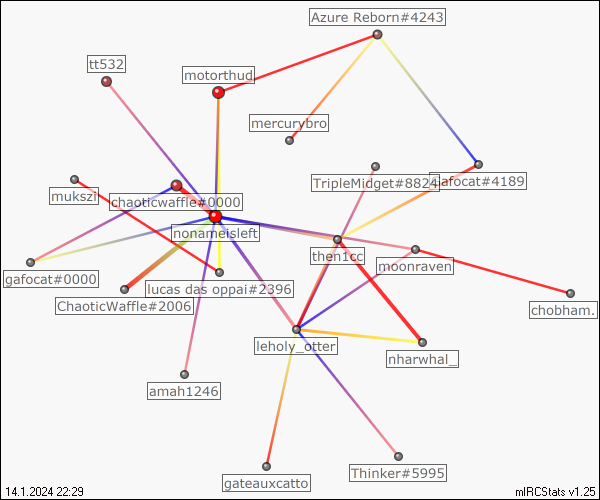 Azure Reborn#4243
tt532
motorthud
mercurybro
TripleMidget#8824
gafocat#4189
mukszi
chaoticwaffle#0000
nonameisleft
then1cc
moonraven
gafocat#0000
lucas das oppai#2396
ChaoticWaffle#2006
chobham.
leholy_otter
nharwhal_
amah1246
gateauxcatto
Thinker#5995
14.1.2024 22:29
mIRCStats v1.25